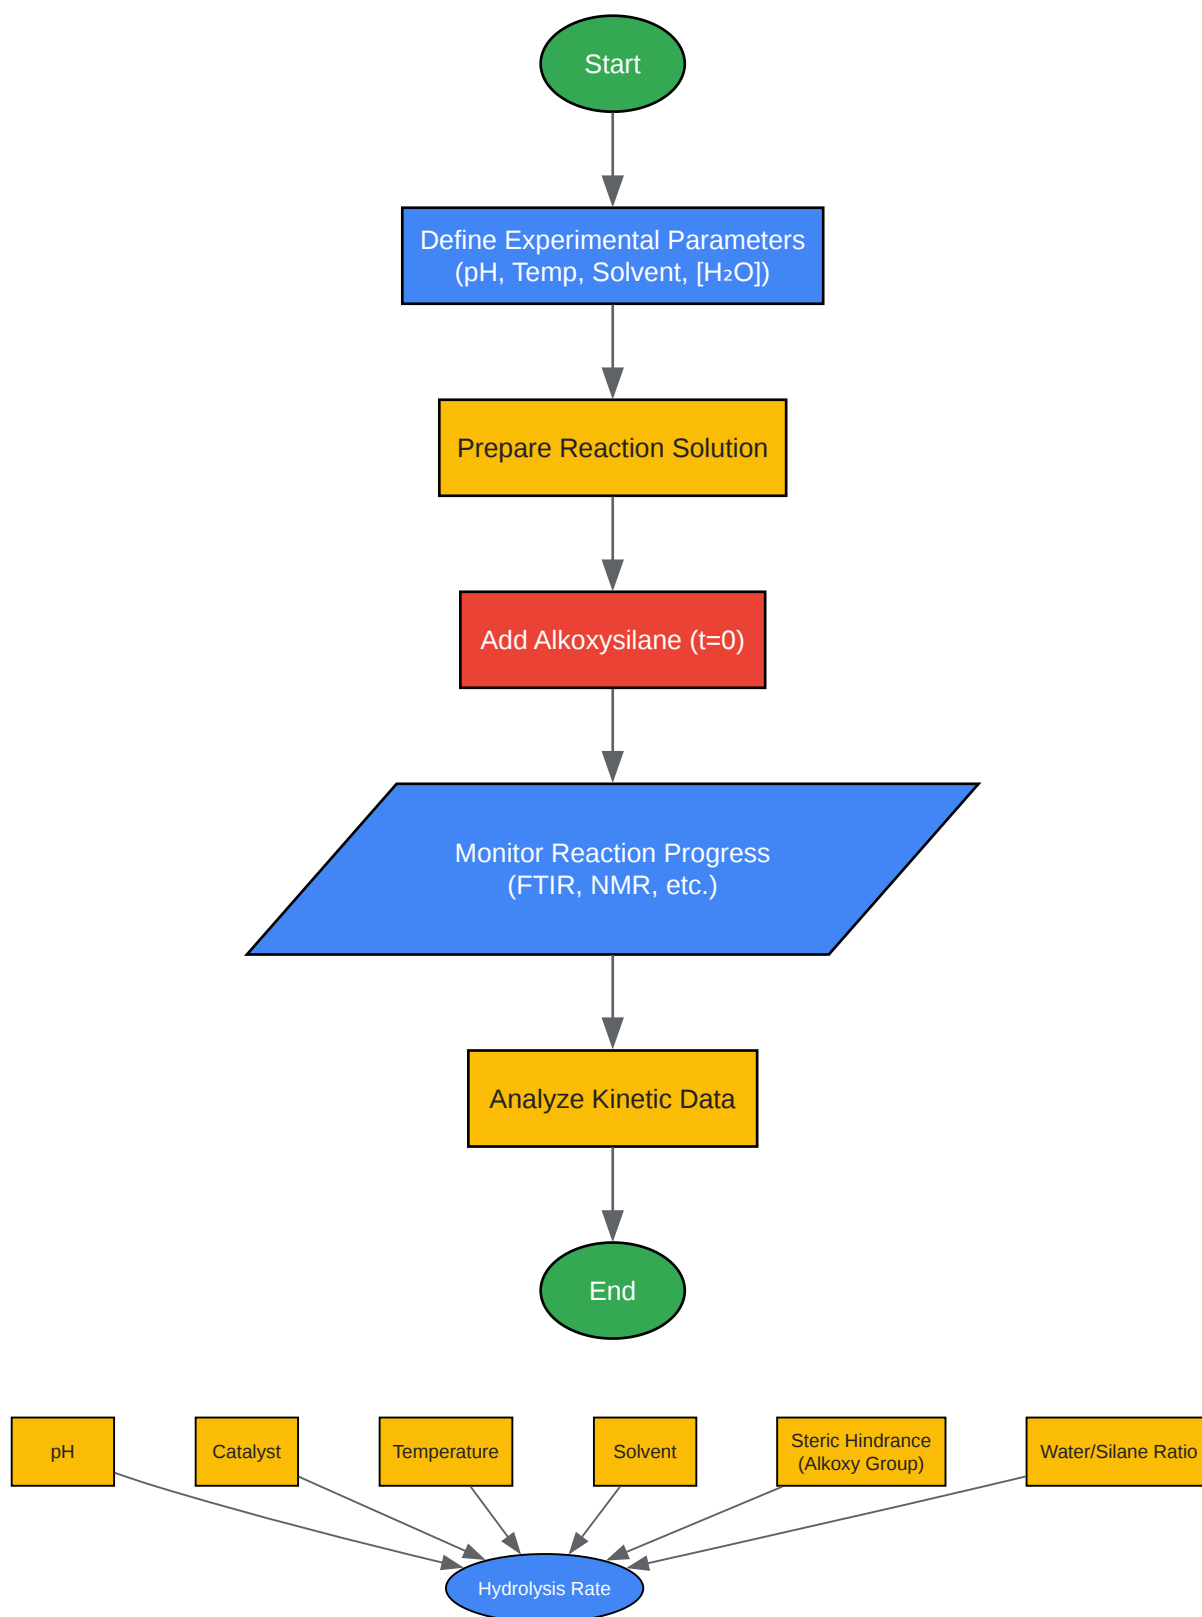 Start
Define Experimental Parameters
(pH, Temp, Solvent, [H₂O])
Prepare Reaction Solution
Add Alkoxysilane (t=0)
Monitor Reaction Progress
(FTIR, NMR, etc.)
Analyze Kinetic Data
End
pH
Catalyst
Temperature
Solvent
Steric Hindrance
(Alkoxy Group)
Water/Silane Ratio
Hydrolysis Rate